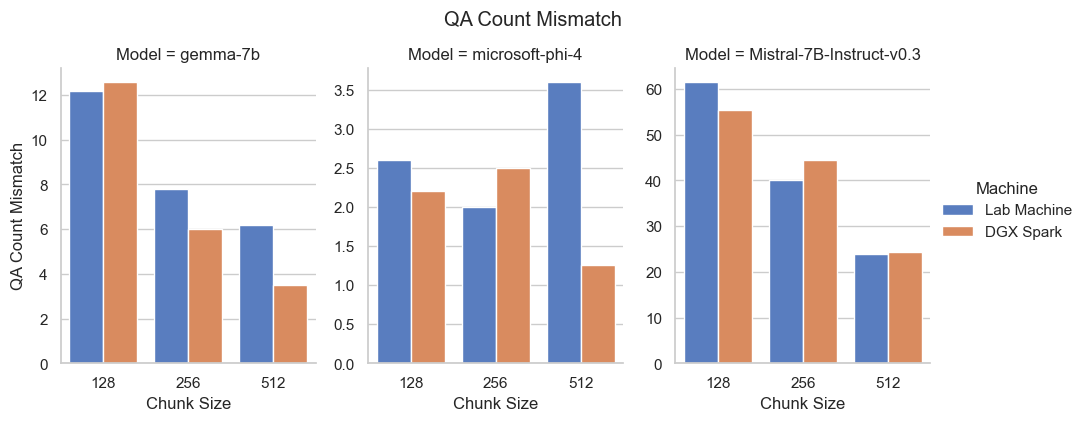 QA Count Mismatch
Model = gemma-7b
Model = microsoft-phi-4
Model = Mistral-7B-Instruct-v0.3
QA Count Mismatch
12
10
8
6
4
2
0
128
256
512
Chunk Size
3.5
3.0
2.5
2.0
1.5
1.0
0.5
0.0
128
256
512
Chunk Size
60
50
40
30
20
10
0
128
256
512
Chunk Size
Machine
Lab Machine
DGX Spark